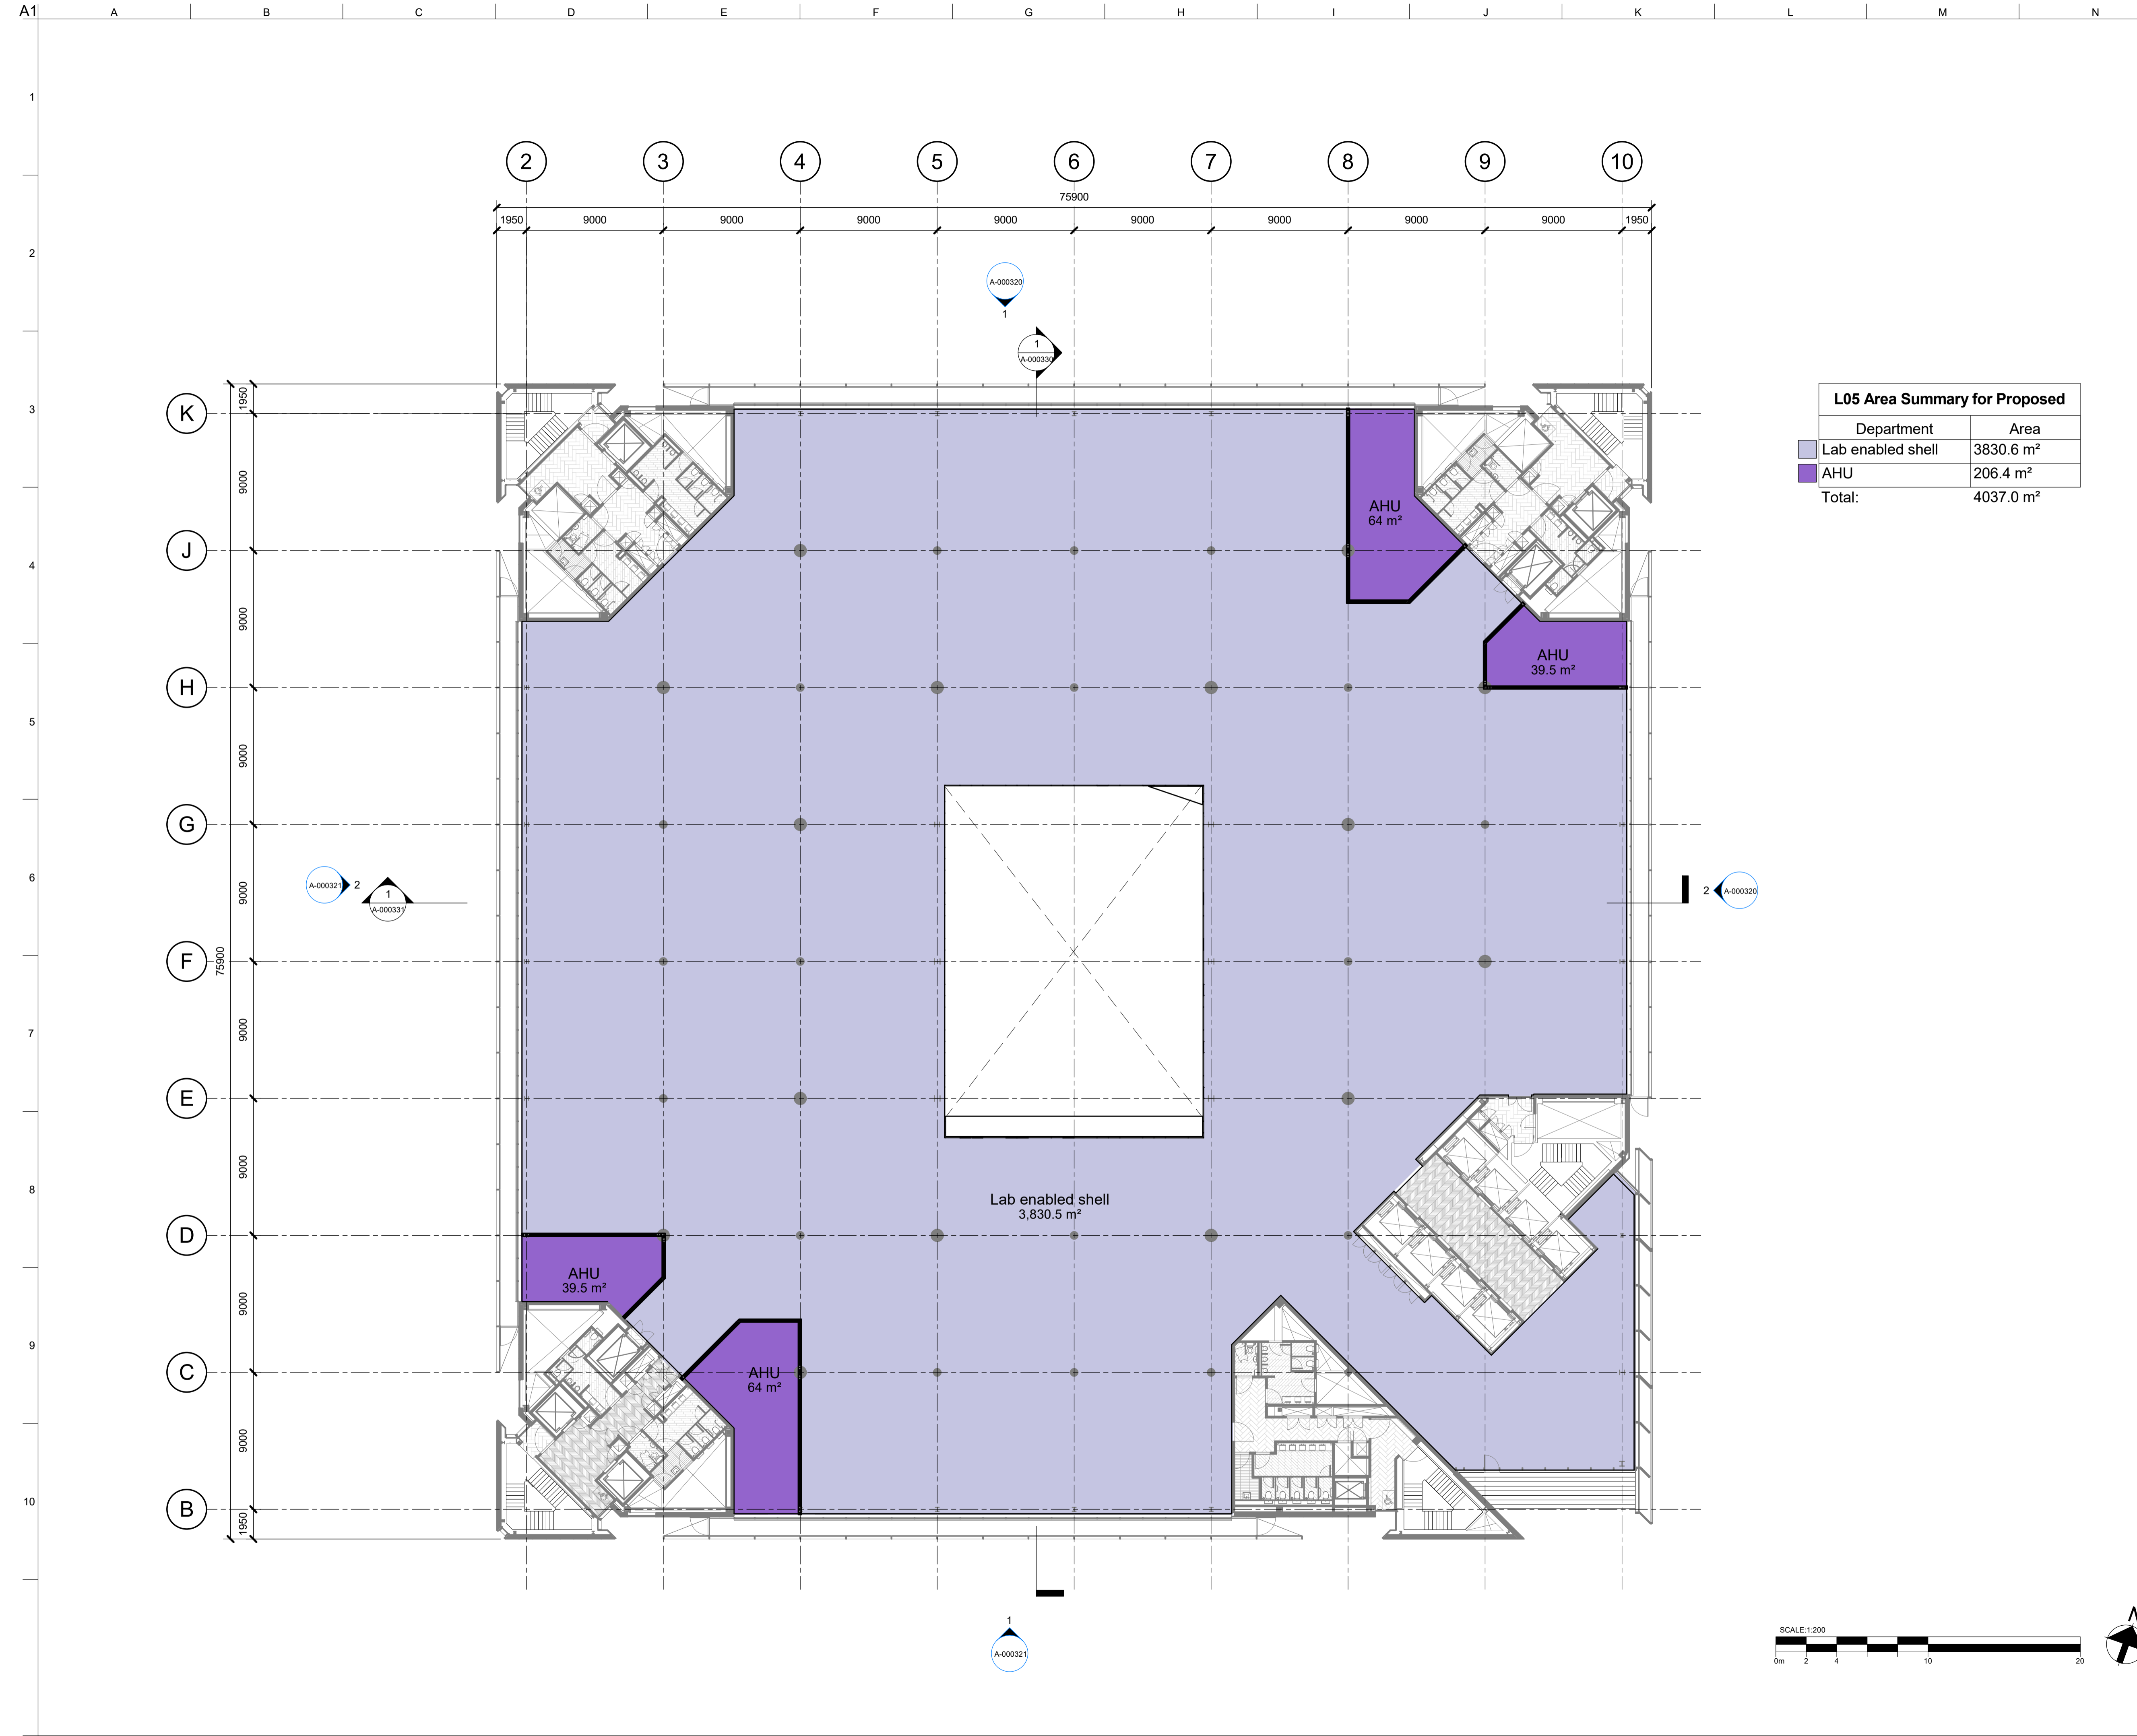 A1
A B C D E F G H I J K L M N
1
2
3
4
5
6
7
8
9
10
2 3 4 5 6 7 8 9 10
75900
1950 9000 9000 9000 9000 9000 9000 9000 9000 1950
A-000320
1
1
A-000330
K
J
H
G
F
E
D
C
B
1950
9000
9000
9000
9000
9000
9000
9000
9000
1950
75900
L05 Area Summary for Proposed
Department Area
Lab enabled shell 3830.6 m²
AHU 206.4 m²
Total: 4037.0 m²
AHU
64 m²
AHU
39.5 m²
A-000321 2
1
A-000331
2 A-000320
Lab enabled shell
3,830.5 m²
AHU
39.5 m²
AHU
64 m²
1
A-000321
SCALE:1:200
0m 2 4 10 20